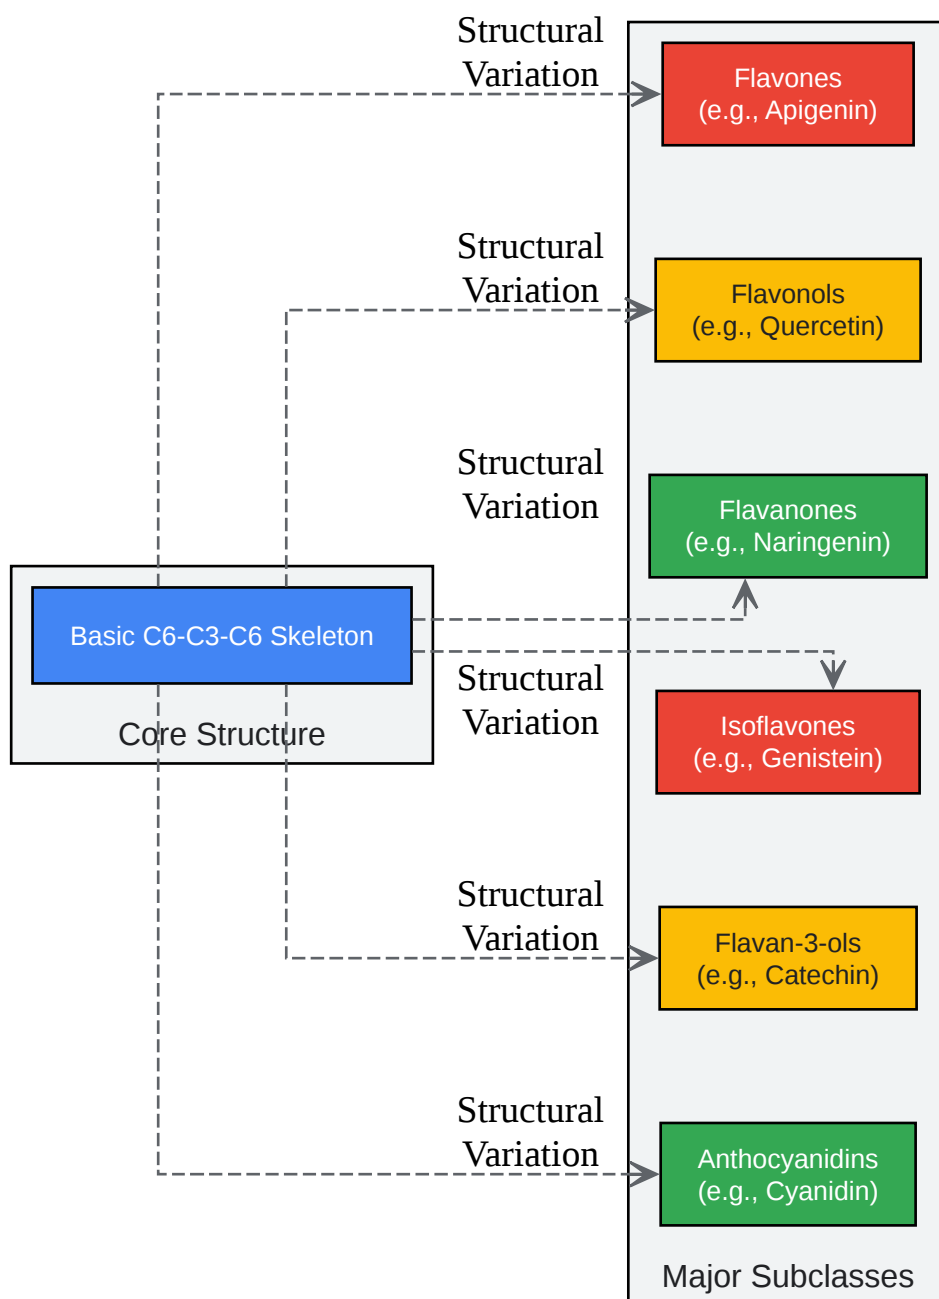 Structural
Variation
Flavones
(e.g., Apigenin)
Structural
Variation
Flavonols
(e.g., Quercetin)
Structural
Variation
Flavanones
(e.g., Naringenin)
Basic C6-C3-C6 Skeleton
Core Structure
Structural
Variation
Isoflavones
(e.g., Genistein)
Structural
Variation
Flavan-3-ols
(e.g., Catechin)
Structural
Variation
Anthocyanidins
(e.g., Cyanidin)
Major Subclasses